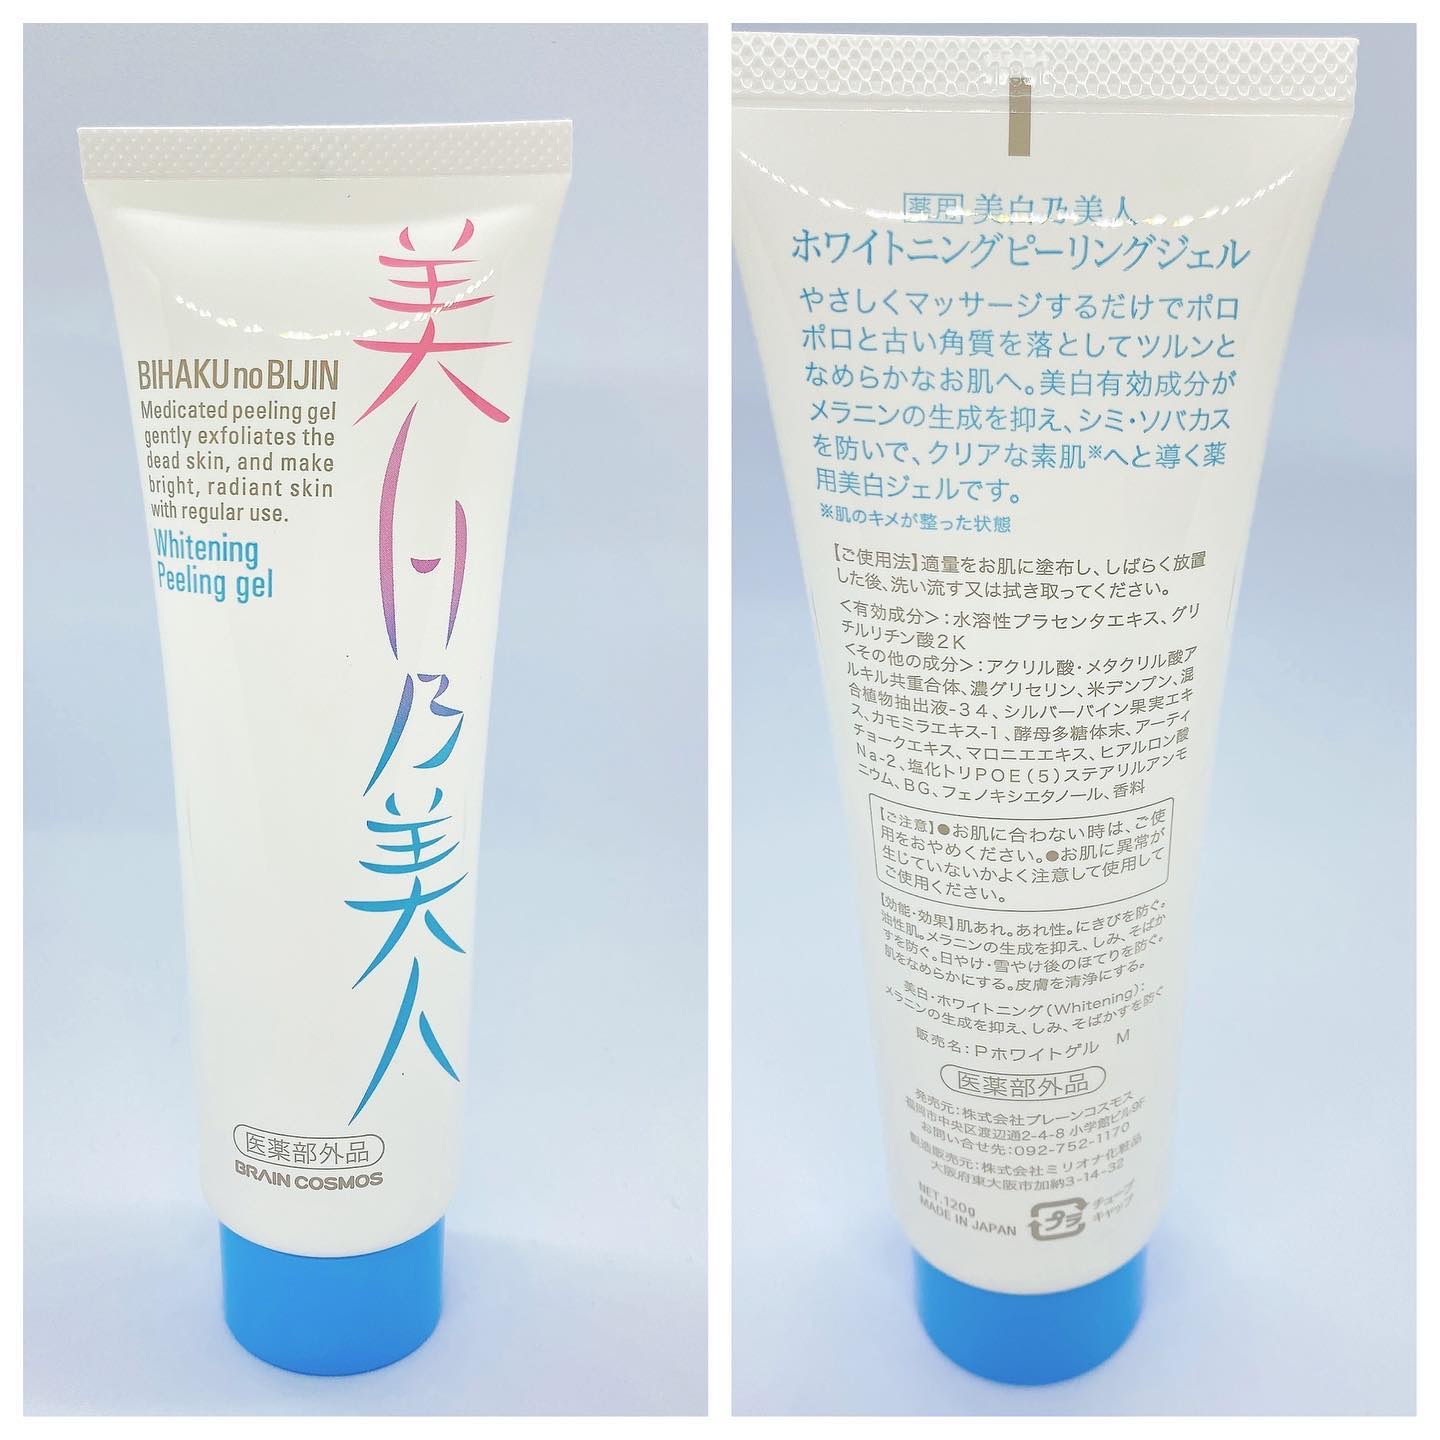 美白乃美人
BIHAKU no BIJIN
Medicated peeling gel
gently exfoliates the
dead skin, and make
bright, radiant skin
with regular use.
Whitening
Peeling gel
医薬部外品
BRAIN COSMOS
薬用 美白乃美人
ホワイトニングピーリングジェル
やさしくマッサージするだけでポロ
ポロと古い角質を落としてツルンと
なめらかなお肌へ。美白有効成分が
メラニンの生成を抑え、シミ・ソバカス
を防いで、クリアな素肌※へと導く薬
用美白ジェルです。
※肌のキメが整った状態
【ご使用法】適量をお肌に塗布し、しばらく放置
した後、洗い流す又は拭き取ってください。
<有効成分>:水溶性プラセンタエキス、グリ
チルリチン酸2K
<その他の成分>:アクリル酸・メタクリル酸ア
ルキル共重合体、濃グリセリン、米デンプン、混
合植物抽出液-34、シルバーバイン果実エキ
ス、カモミラエキス-1、酵母多糖体末、アーティ
チョークエキス、マロニエエキス、ヒアルロン酸
Na-2、塩化トリPOE(5)ステアリルアンモ
ニウム、BG、フェノキシエタノール、香料
【ご注意】●お肌に合わない時は、ご使
用をおやめください。●お肌に異常が
生じていないかよく注意して使用して
ご使用ください。
【効能・効果】肌あれ。あれ性。にきびを防ぐ。
油性肌。メラニンの生成を抑え、しみ、そばか
すを防ぐ。日やけ・雪やけ後のほてりを防ぐ。
肌をなめらかにする。皮膚を清浄にする。
美白・ホワイトニング(Whitening):
メラニンの生成を抑え、しみ、そばかすを防ぐ
販売名:Pホワイトゲル M
医薬部外品
発売元:株式会社ブレーンコスモス
福岡市中央区渡辺通2-4-8 小学館ビル9F
お問い合せ先:092-752-1170
製造販売元:株式会社ミリオナ化粧品
大阪府東大阪市加納3-14-32
NET.120g
MADE IN JAPAN
プラ
チューブ
キャップ